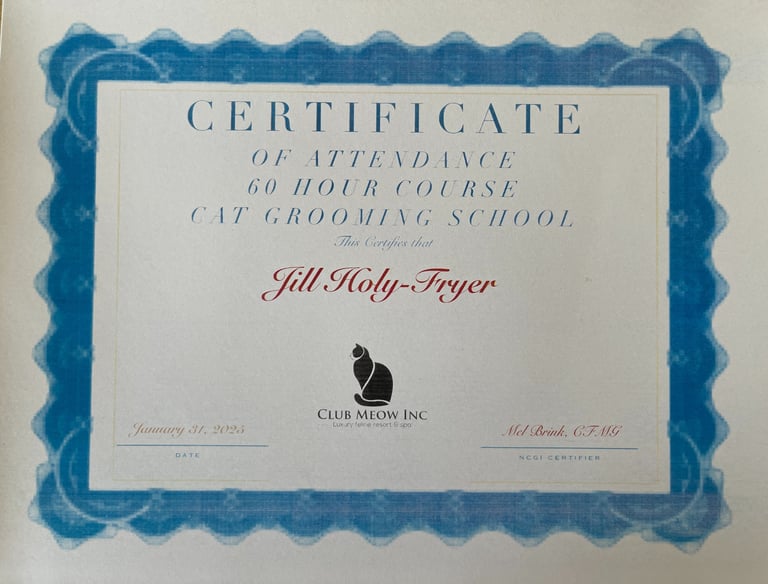 CERTIFICATE
OF ATTENDANCE
60 HOUR COURSE
CAT GROOMING SCHOOL
This Certifies that
Jill Holy-Fryer
CLUB MEOW INC
Luxury feline resort & spa
January 31, 2025
Mel Brink, CFMG
DATE
NCGI CERTIFIER